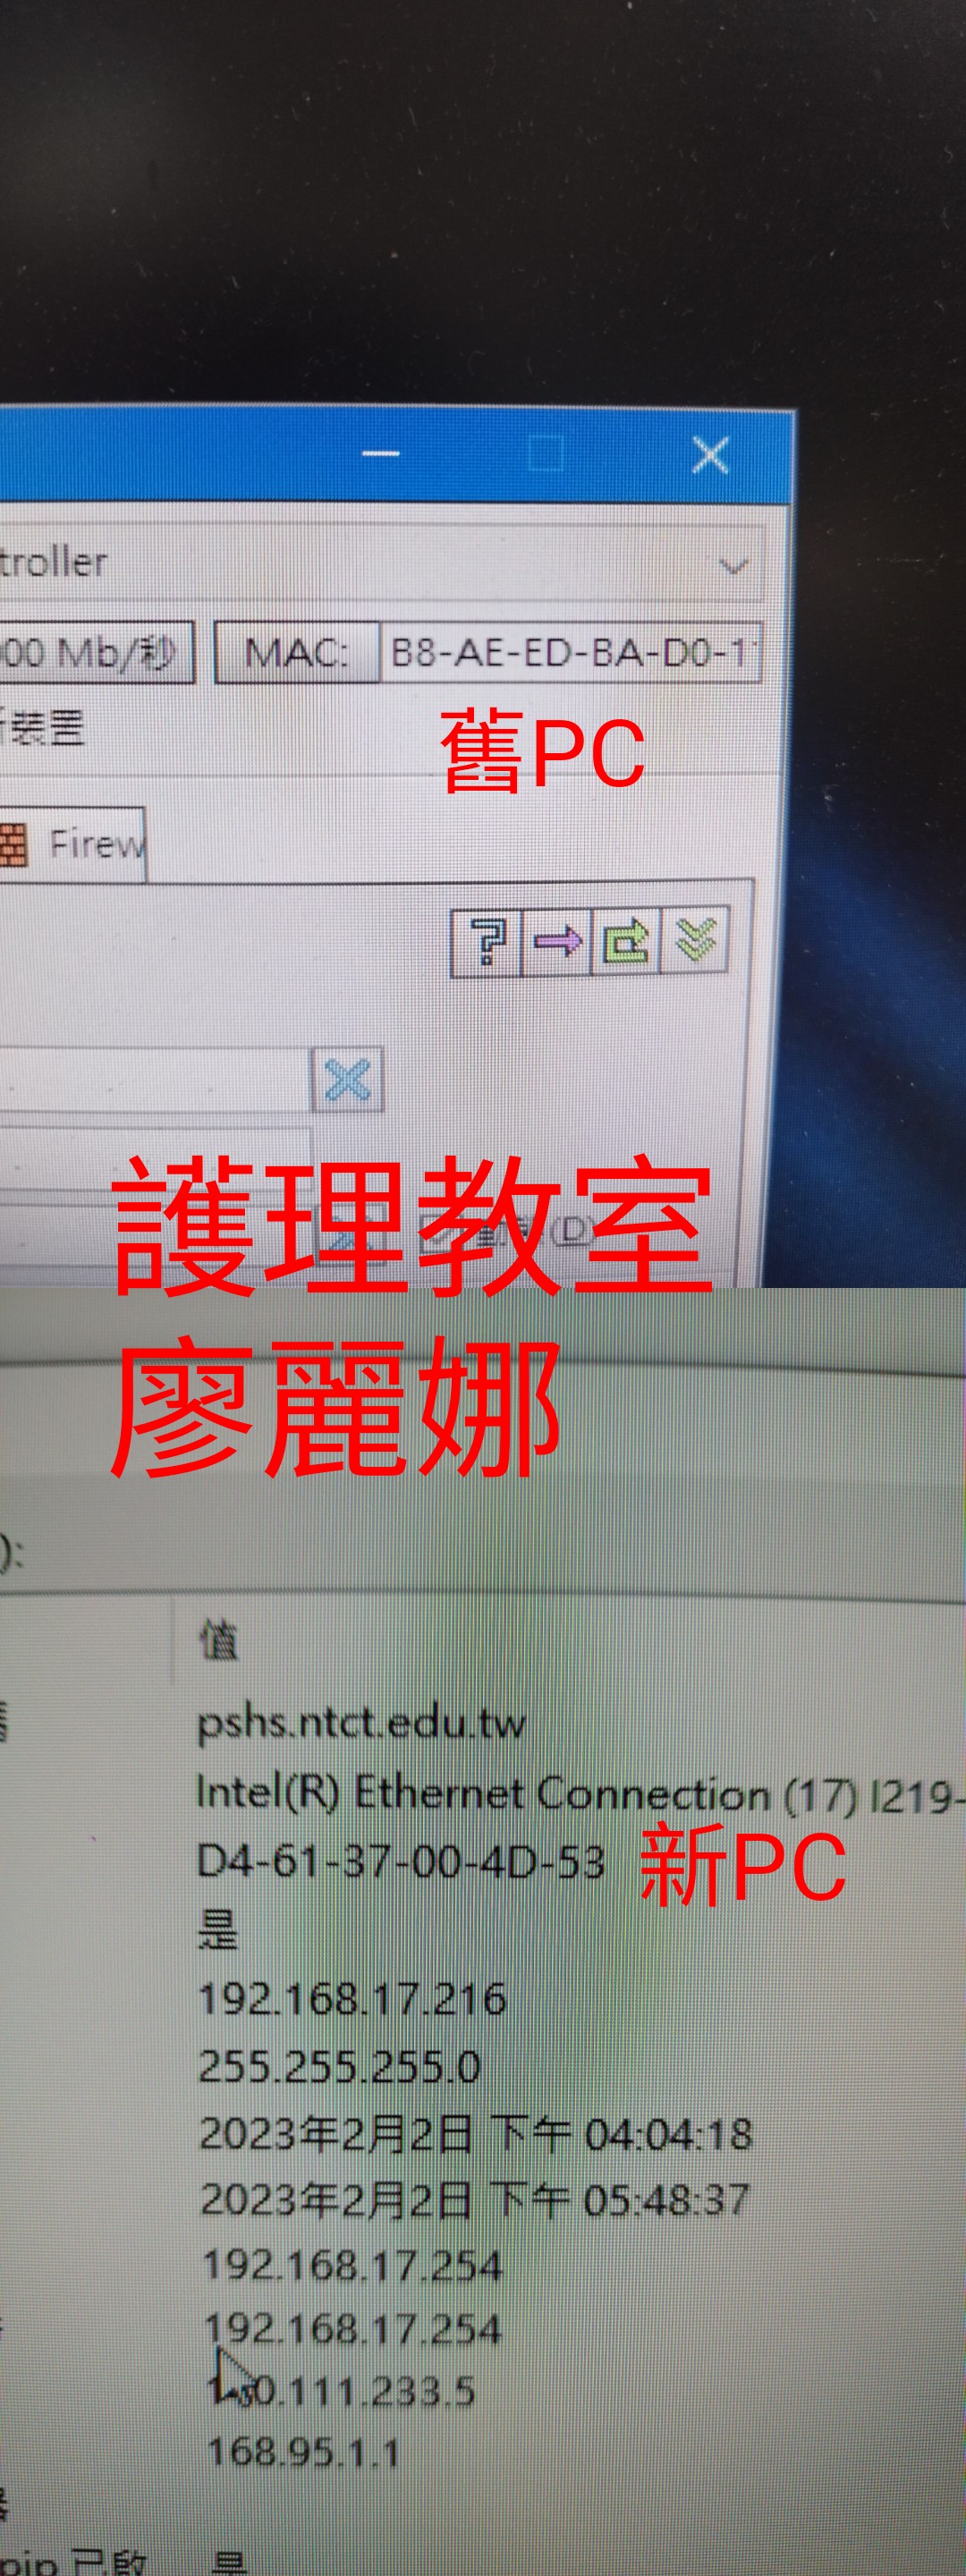 troller
00 Mb/秒 MAC: B8-AE-ED-BA-D0-1
裝置
舊PC
Firew
護理教室
(D)
廖麗娜
):
值
pshs.ntct.edu.tw
Intel(R) Ethernet Connection (17) I219-
D4-61-37-00-4D-53 新PC
是
192.168.17.216
255.255.255.0
2023年2月2日 下午 04:04:18
2023年2月2日 下午 05:48:37
192.168.17.254
192.168.17.254
0.111.233.5
168.95.1.1
pip 已啟 是